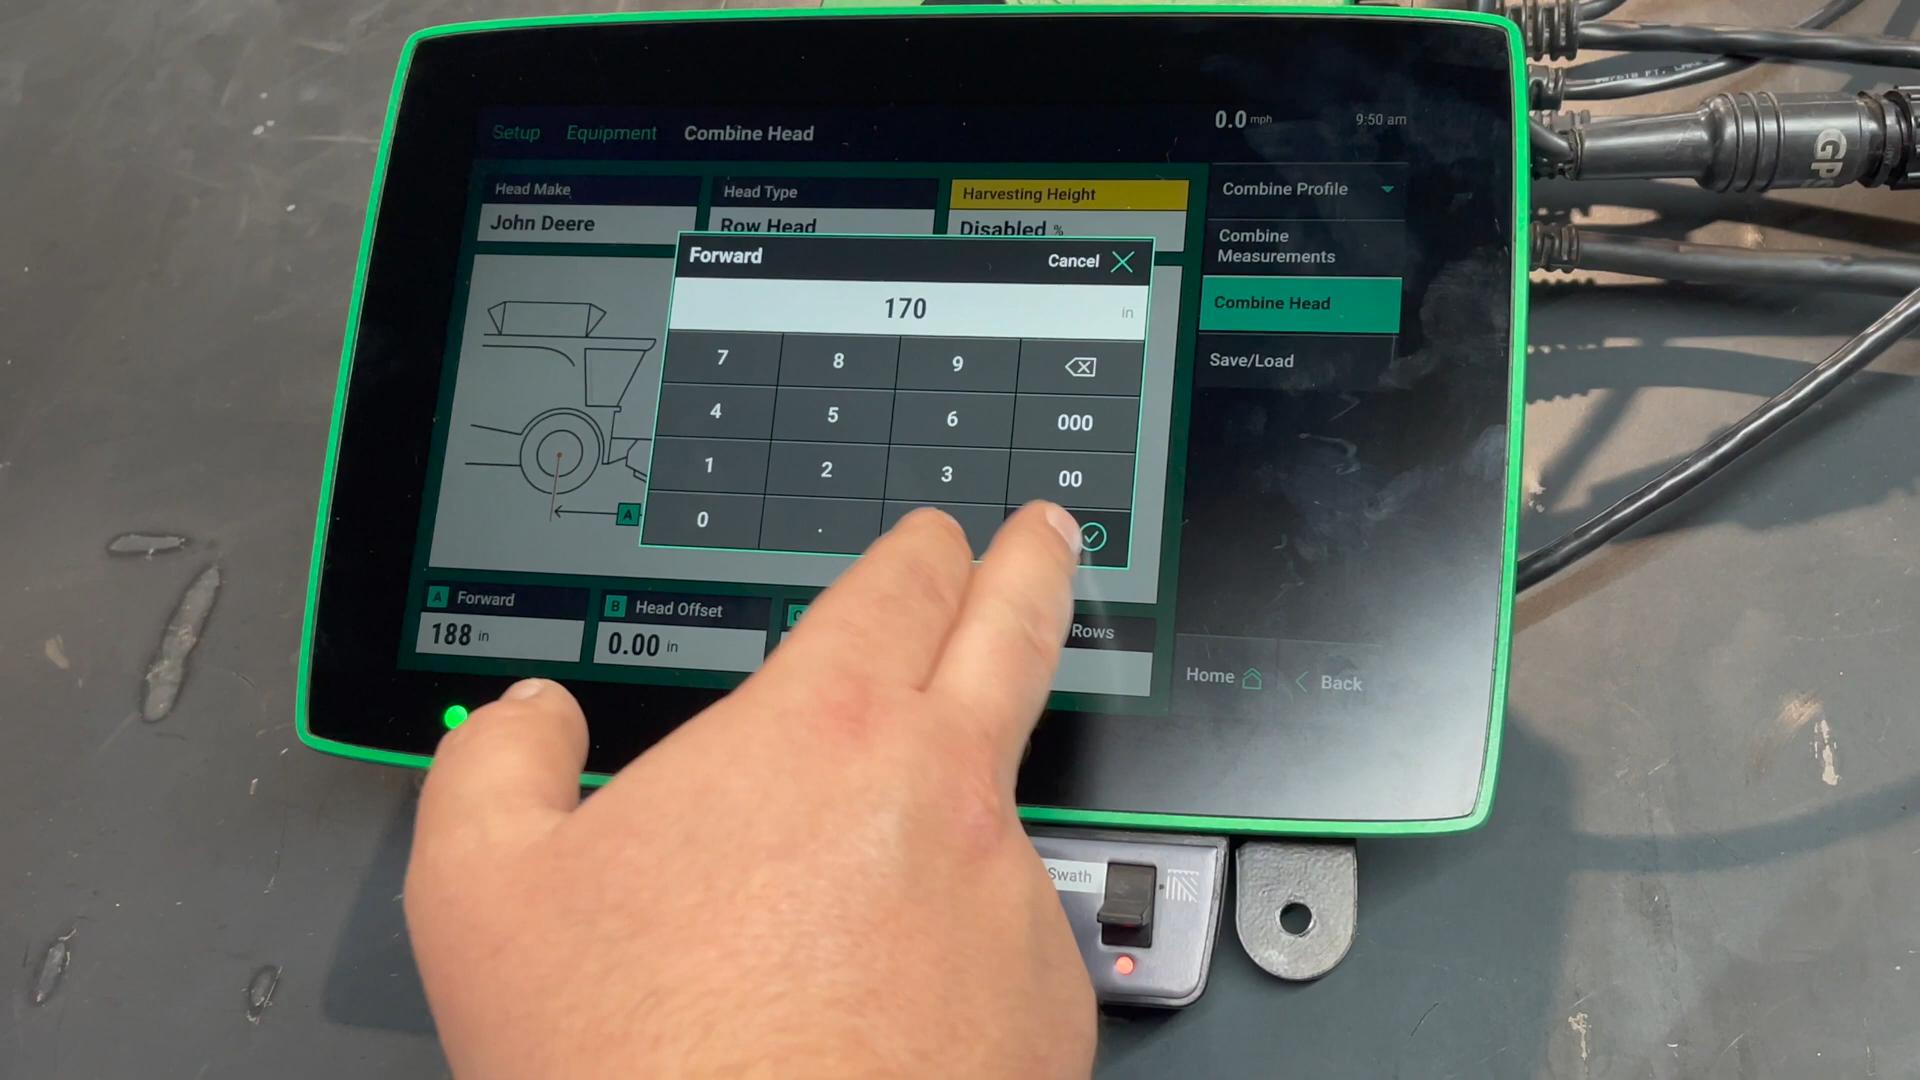 Setup Equipment Combine Head
0.0 mph 9:50 am
Head Make
John Deere
Head Type
Row Head
Harvesting Height
Disabled %
Combine Profile
Combine
Measurements
Combine Head
Save/Load
Forward Cancel
170 in
7 8 9
4 5 6 000
1 2 3 00
0 .
A
A Forward
188 in
B Head Offset
0.00 in
C
Rows
Home Back
Swath
GPS